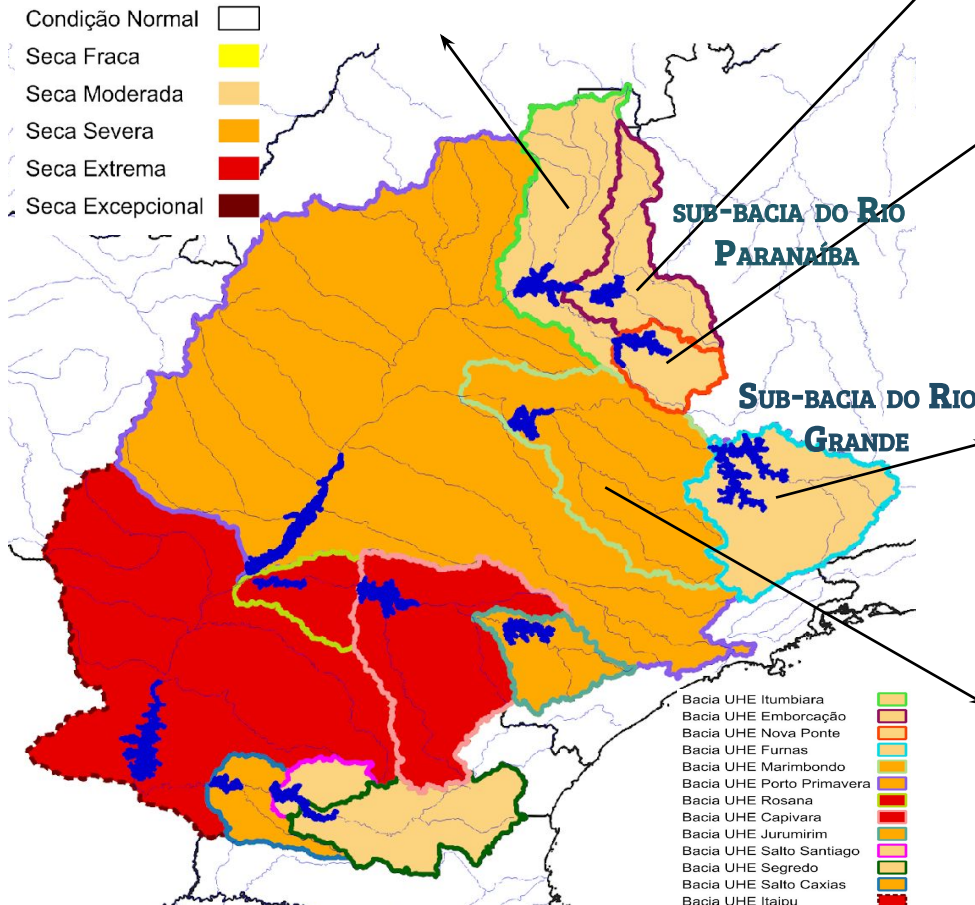 Condição Normal
Seca Fraca
Seca Moderada
Seca Severa
Seca Extrema
Seca Excepcional
SUB-BACIA DO RIO
PARANAÍBA
SUB-BACIA DO RIO
GRANDE
Bacia UHE Itumbiara
Bacia UHE Emborcação
Bacia UHE Nova Ponte
Bacia UHE Furnas
Bacia UHE Marimbondo
Bacia UHE Porto Primavera
Bacia UHE Rosana
Bacia UHE Capivara
Bacia UHE Jurumirim
Bacia UHE Salto Santiago
Bacia UHE Segredo
Bacia UHE Salto Caxias
Bacia UHE Itaipu